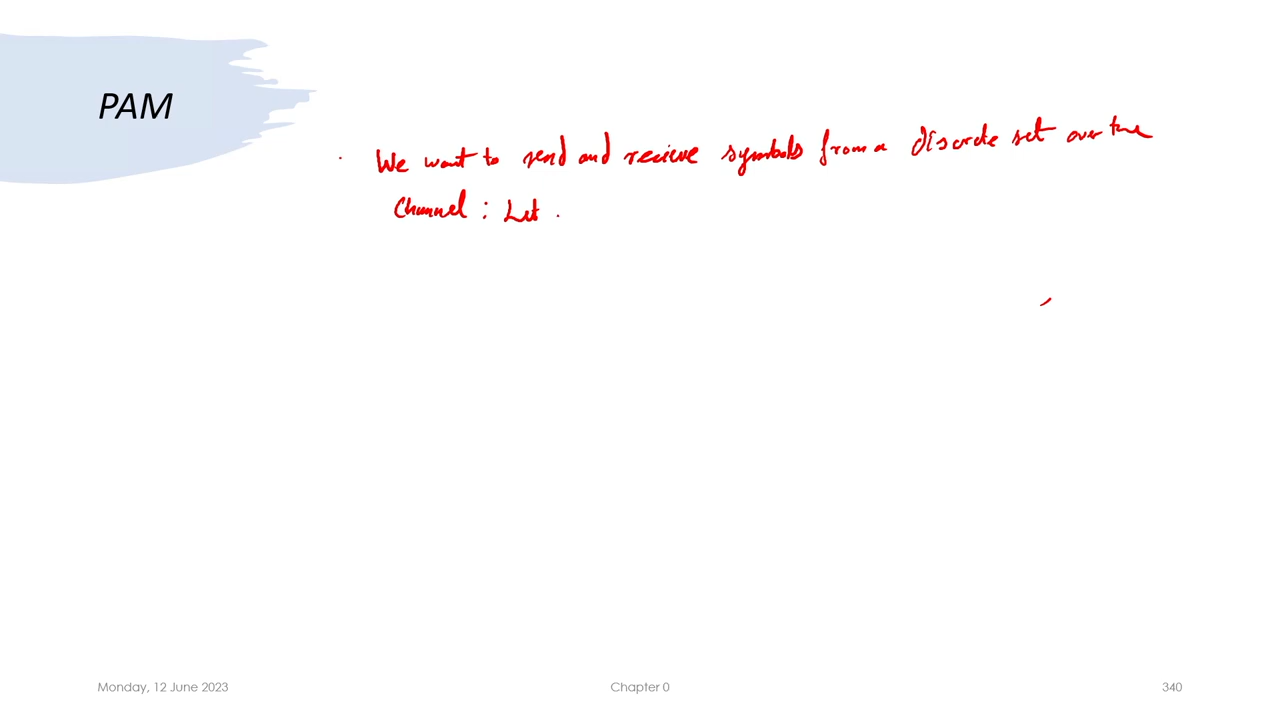 PAM
We want to send and recieve symbols from a discrete set over the
Channel : Let
Monday, 12 June 2023
Chapter 0
340